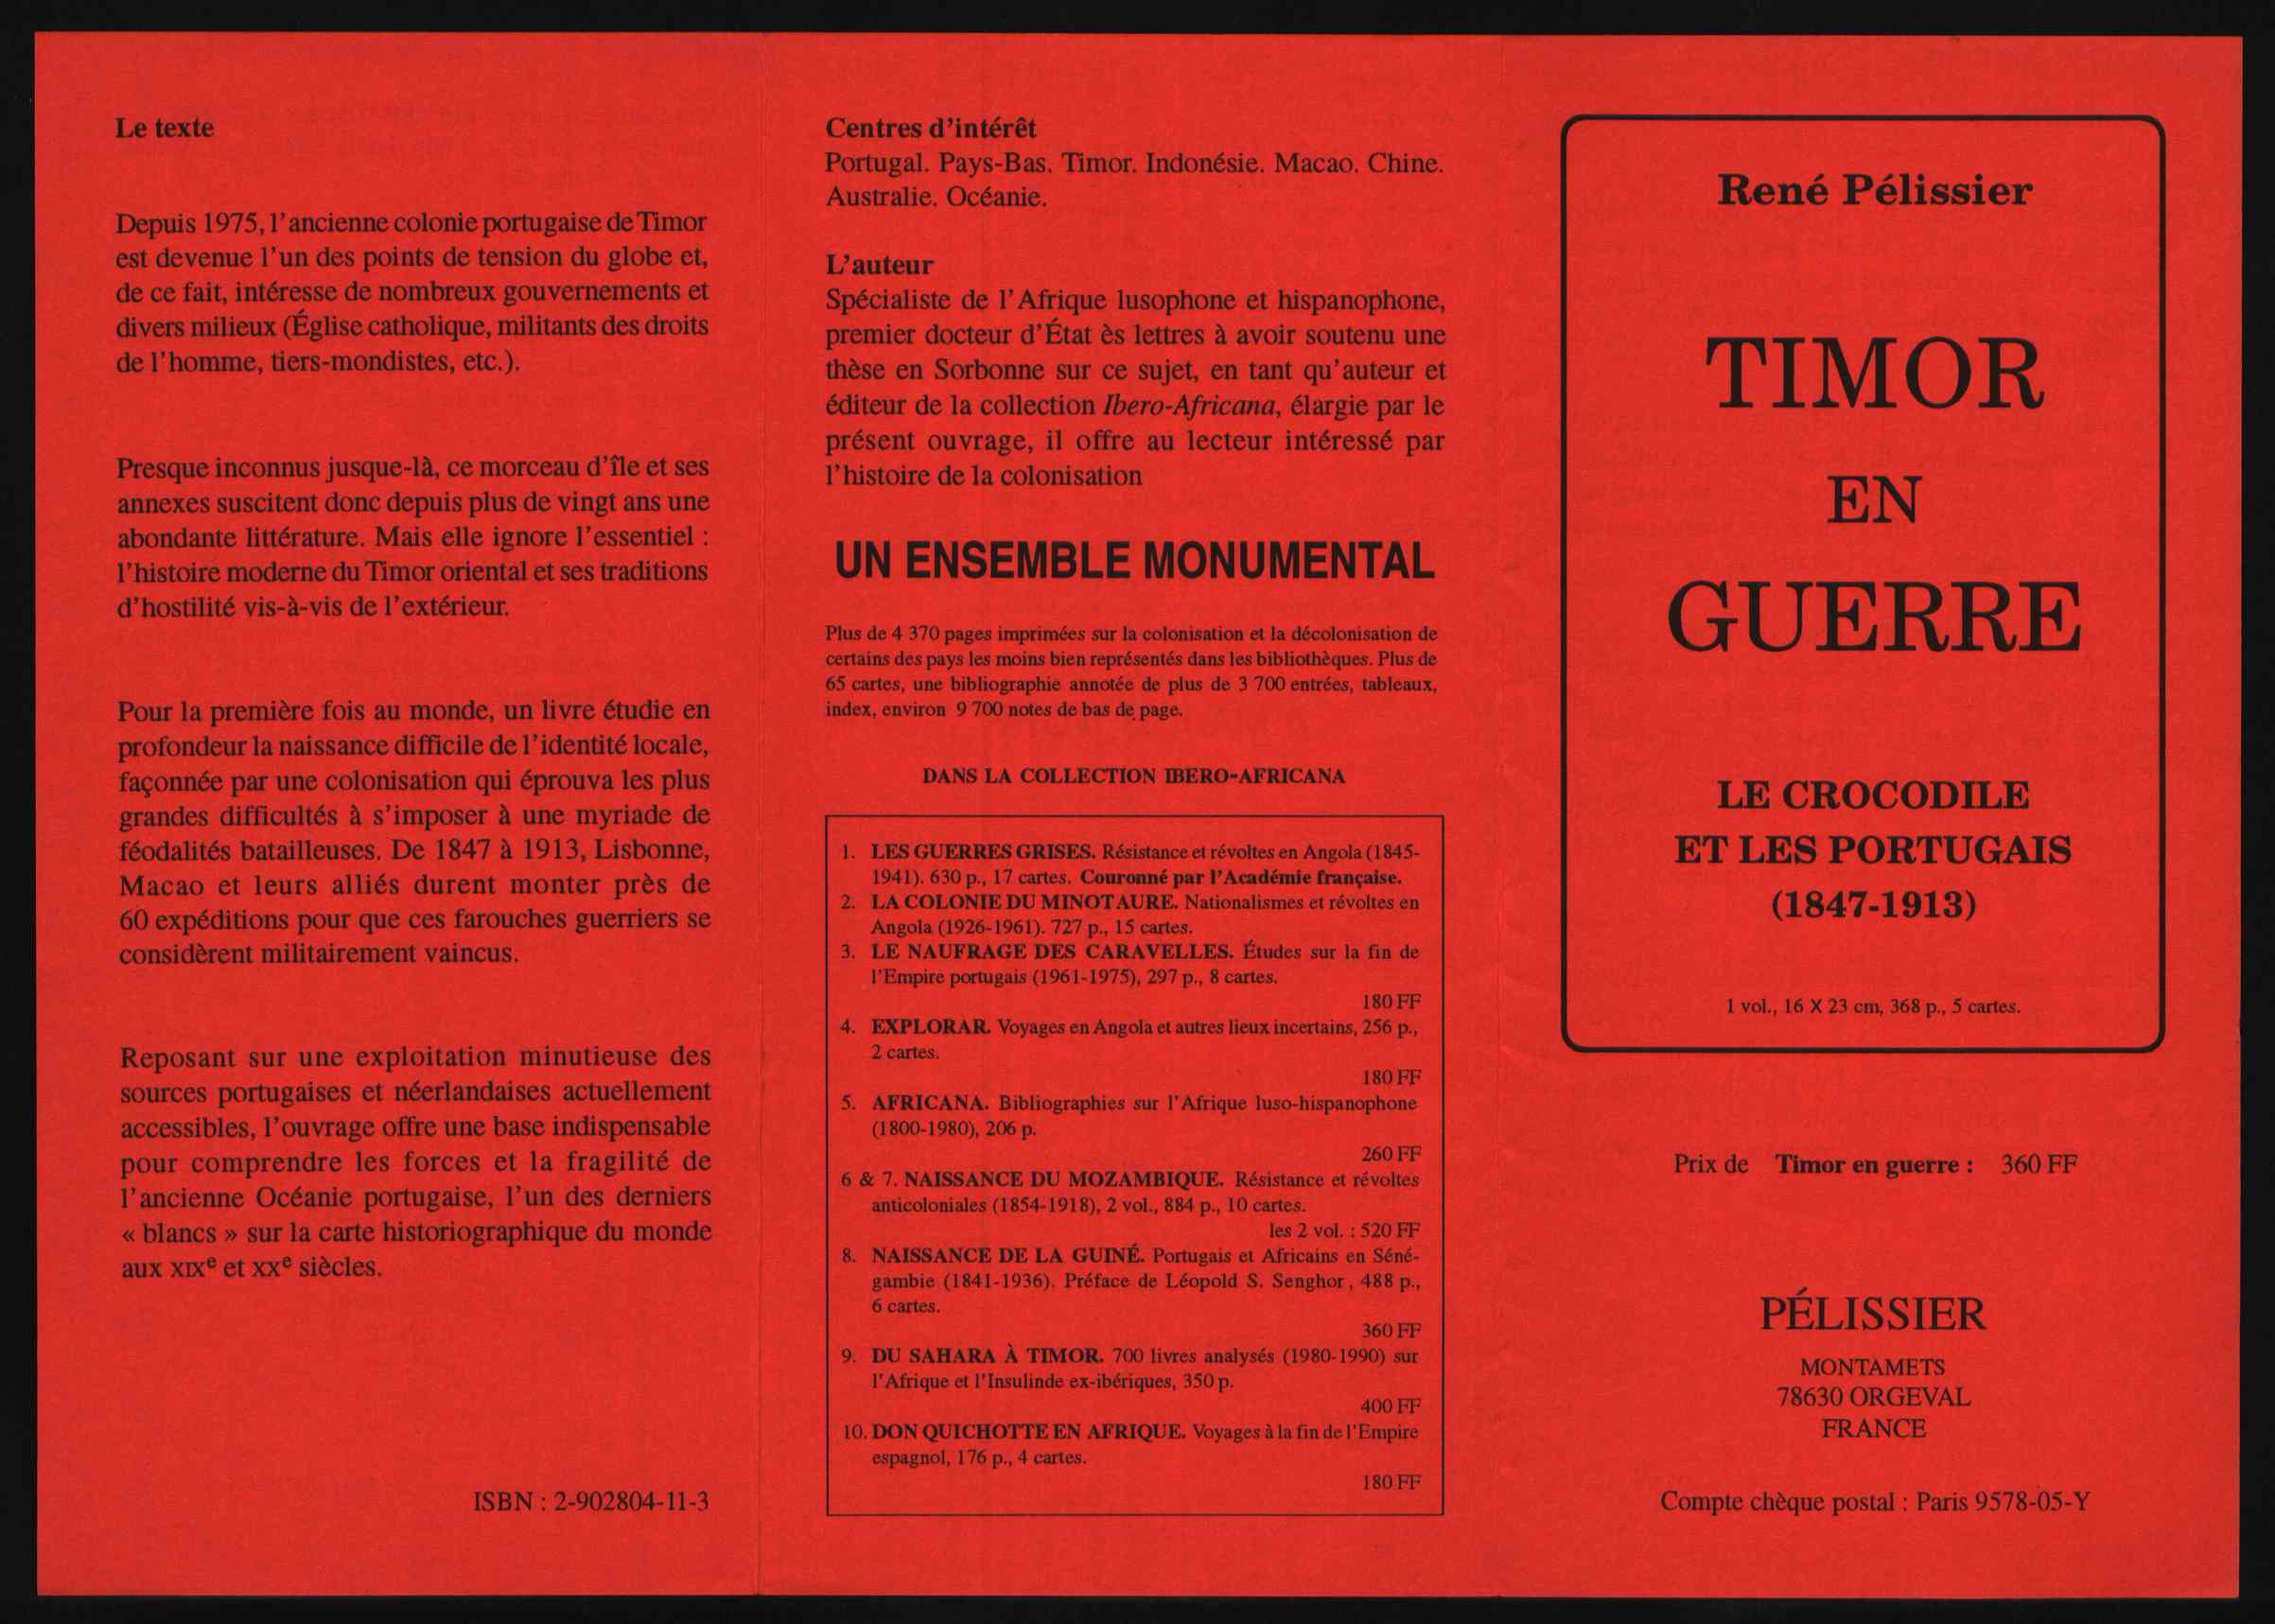 Le texte
Depuis 1975, l'ancienne colonie portugaise de Timor
est devenue l'un des points de tension du globe et,
de ce fait, intéresse de nombreux gouvernements et
divers milieux (Église catholique, militants des droits
de l'homme, tiers-mondistes, etc.).
Presque inconnus jusque-là, ce morceau d'île et ses
annexes suscitent donc depuis plus de vingt ans une
abondante littérature. Mais elle ignore l'essentiel :
l'histoire moderne du Timor oriental et ses traditions
d'hostilité vis-à-vis de l'extérieur.
Pour la première fois au monde, un livre étudie en
profondeur la naissance difficile de l'identité locale,
façonnée par une colonisation qui éprouva les plus
grandes difficultés à s'imposer à une myriade de
féodalités batailleuses. De 1847 à 1913, Lisbonne,
Macao et leurs alliés durent monter près de
60 expéditions pour que ces farouches guerriers se
considèrent militairement vaincus.
Reposant sur une exploitation minutieuse des
sources portugaises et néerlandaises actuellement
accessibles, l'ouvrage offre une base indispensable
pour comprendre les forces et la fragilité de
l'ancienne Océanie portugaise, l'un des derniers
« blancs » sur la carte historiographique du monde
aux XIXe et XXe siècles.
ISBN : 2-902804-11-3
Centres d'intérêt
Portugal. Pays-Bas. Timor. Indonésie. Macao. Chine.
Australie. Océanie.
L'auteur
Spécialiste de l'Afrique lusophone et hispanophone,
premier docteur d'État ès lettres à avoir soutenu une
thèse en Sorbonne sur ce sujet, en tant qu'auteur et
éditeur de la collection Ibero-Africana, élargie par le
présent ouvrage, il offre au lecteur intéressé par
l'histoire de la colonisation
UN ENSEMBLE MONUMENTAL
Plus de 4 370 pages imprimées sur la colonisation et la décolonisation de
certains des pays les moins bien représentés dans les bibliothèques. Plus de
65 cartes, une bibliographie annotée de plus de 3 700 entrées, tableaux,
index, environ 9 700 notes de bas de page.
DANS LA COLLECTION IBERO-AFRICANA
1. LES GUERRES GRISES. Résistance et révoltes en Angola (1845-
1941). 630 p., 17 cartes. Couronné par l'Académie française.
2. LA COLONIE DU MINOTAURE. Nationalismes et révoltes en
Angola (1926-1961). 727 p., 15 cartes.
3. LE NAUFRAGE DES CARAVELLES. Études sur la fin de
l'Empire portugais (1961-1975), 297 p., 8 cartes.
180 FF
4. EXPLORAR. Voyages en Angola et autres lieux incertains, 256 p.,
2 cartes.
180 FF
5. AFRICANA. Bibliographies sur l'Afrique luso-hispanophone
(1800-1980), 206 p.
260 FF
6 & 7. NAISSANCE DU MOZAMBIQUE. Résistance et révoltes
anticoloniales (1854-1918), 2 vol., 884 p., 10 cartes.
les 2 vol. : 520 FF
8. NAISSANCE DE LA GUINÉ. Portugais et Africains en Séné-
gambie (1841-1936). Préface de Léopold S. Senghor, 488 p.,
6 cartes.
360 FF
9. DU SAHARA À TIMOR. 700 livres analysés (1980-1990) sur
l'Afrique et l'Insulinde ex-ibériques, 350 p.
400 FF
10. DON QUICHOTTE EN AFRIQUE. Voyages à la fin de l'Empire
espagnol, 176 p., 4 cartes.
180 FF
René Pélissier
TIMOR
EN
GUERRE
LE CROCODILE
ET LES PORTUGAIS
(1847-1913)
1 vol., 16 X 23 cm, 368 p., 5 cartes.
Prix de Timor en guerre : 360 FF
PÉLISSIER
MONTAMETS
78630 ORGEVAL
FRANCE
Compte chèque postal : Paris 9578-05-Y